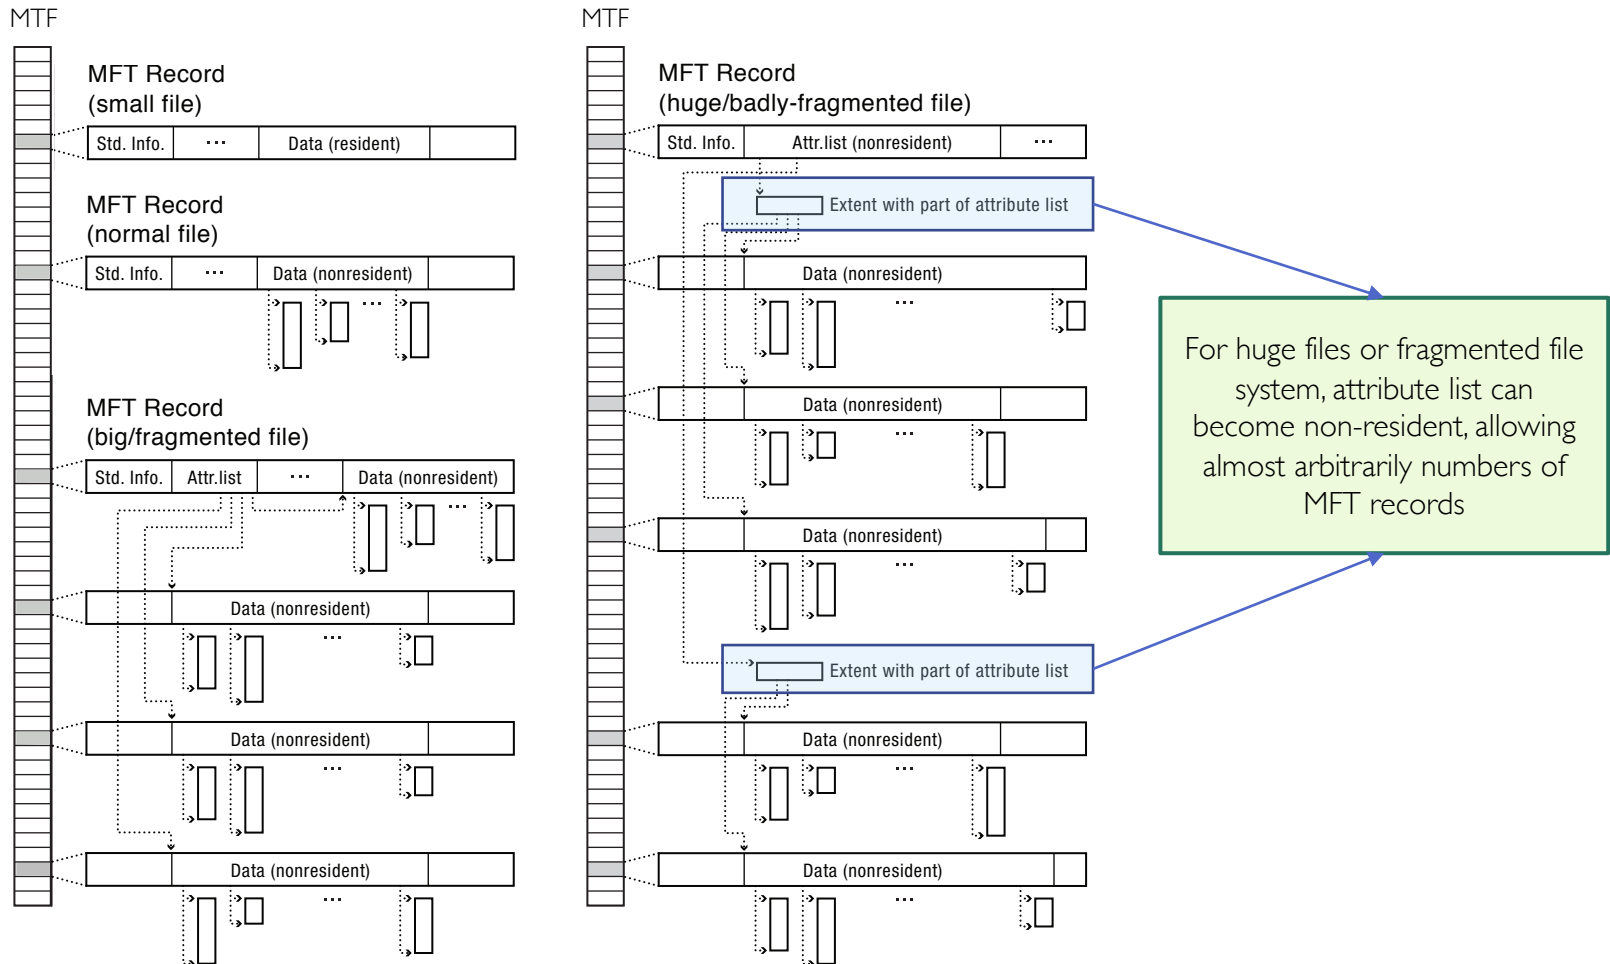 MTF
MFT Record
(small file)
Std. Info. ... Data (resident)
MFT Record
(normal file)
Std. Info. ... Data (nonresident)
...
MFT Record
(big/fragmented file)
Std. Info. Attr.list ... Data (nonresident)
...
Data (nonresident)
...
Data (nonresident)
...
Data (nonresident)
...
MTF
MFT Record
(huge/badly-fragmented file)
Std. Info. Attr.list (nonresident) ...
Extent with part of attribute list
Data (nonresident)
...
Data (nonresident)
...
Data (nonresident)
...
Extent with part of attribute list
Data (nonresident)
...
Data (nonresident)
...
For huge files or fragmented file
system, attribute list can
become non-resident, allowing
almost arbitrarily numbers of
MFT records